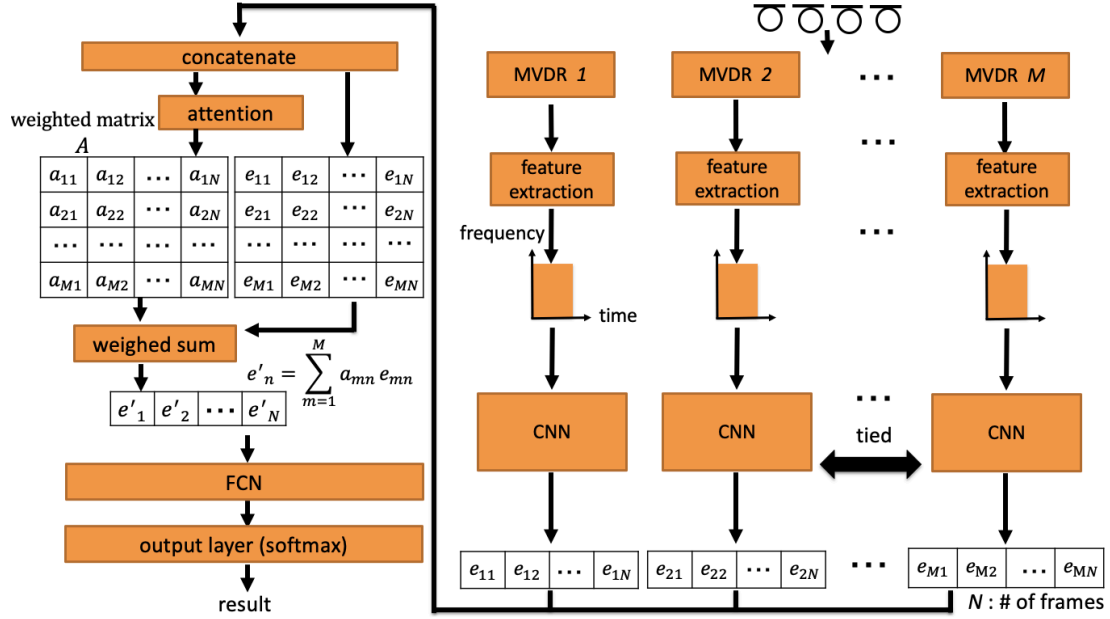 concatenate
attention
weighted matrix
A
a11 a12 ⋯ a1N
a21 a22 ⋯ a2N
⋯ ⋯ ⋯ ⋯
aM1 aM2 ⋯ aMN
e11 e12 ⋯ e1N
e21 e22 ⋯ e2N
⋯ ⋯ ⋯ ⋯
eM1 eM2 ⋯ eMN
weighed sum
e′n = ∑_{m=1}^{M} amn emn
e′1 e′2 ⋯ e′N
FCN
output layer (softmax)
result
MVDR 1
MVDR 2
⋯
MVDR M
feature
extraction
feature
extraction
⋯
feature
extraction
frequency
time
⋯
CNN
CNN
⋯
tied
CNN
e11 e12 ⋯ e1N
e21 e22 ⋯ e2N
⋯
eM1 eM2 ⋯ eMN
N : # of frames